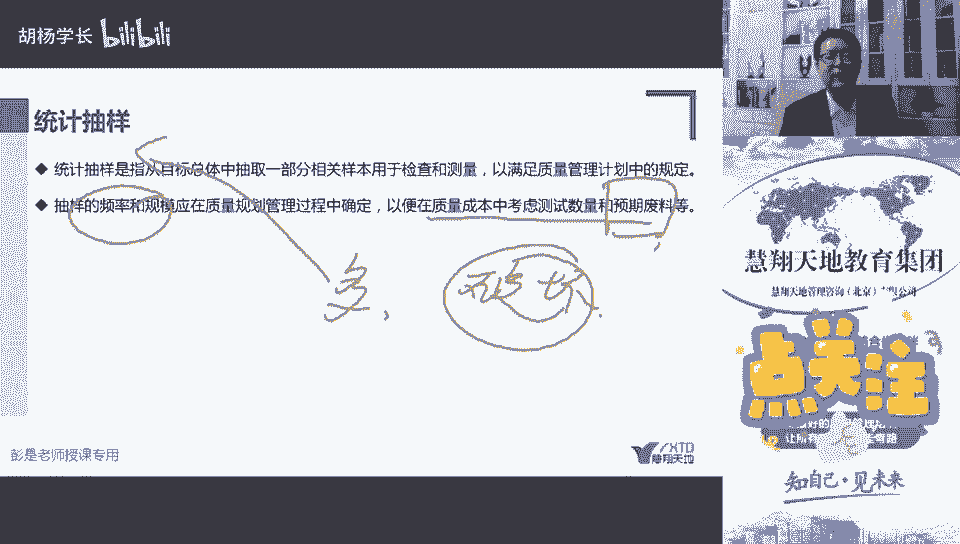 胡杨学长 bilibili
统计抽样
◆ 统计抽样是指从目标总体中抽取一部分相关样本用于检查和测量，以满足质量管理计划中的规定。
◆ 抽样的频率和规模应在质量规划管理过程中确定，以便在质量成本中考虑测试数量和预期废料等。
多、 破坏
彭是老师授课专用
慧翔天地
慧翔天地教育集团
慧翔天地管理咨询（北京）有限公司
点关注
知自己·见未来